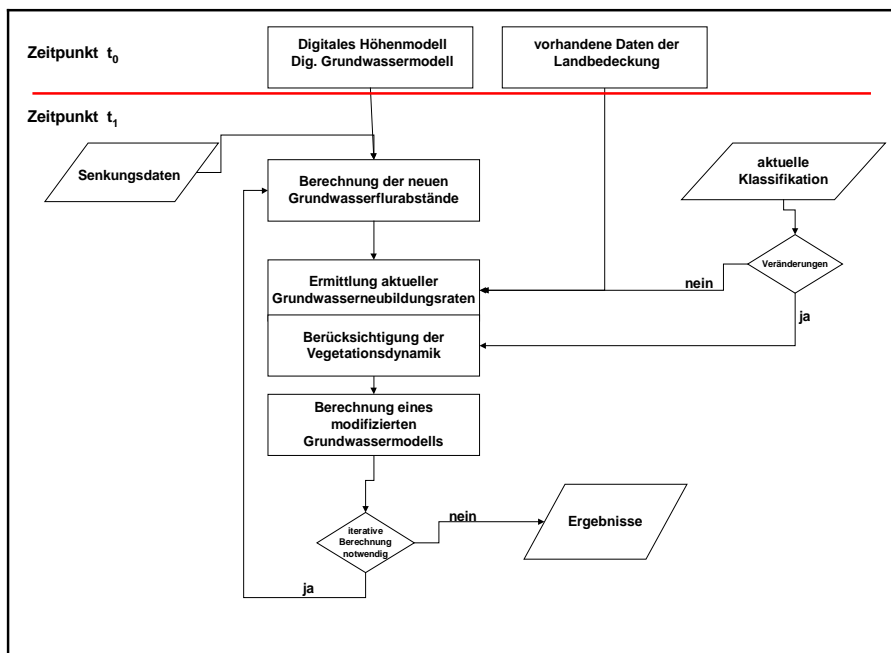 Zeitpunkt t0
Digitales Höhenmodell
Dig. Grundwassermodell
vorhandene Daten der
Landbedeckung
Zeitpunkt t1
Senkungsdaten
Berechnung der neuen
Grundwasserflurabstände
aktuelle
Klassifikation
Veränderungen
nein
ja
Ermittlung aktueller
Grundwasserneubildungsraten
Berücksichtigung der
Vegetationsdynamik
Berechnung eines
modifizierten
Grundwassermodells
iterative
Berechnung
notwendig
nein
ja
Ergebnisse